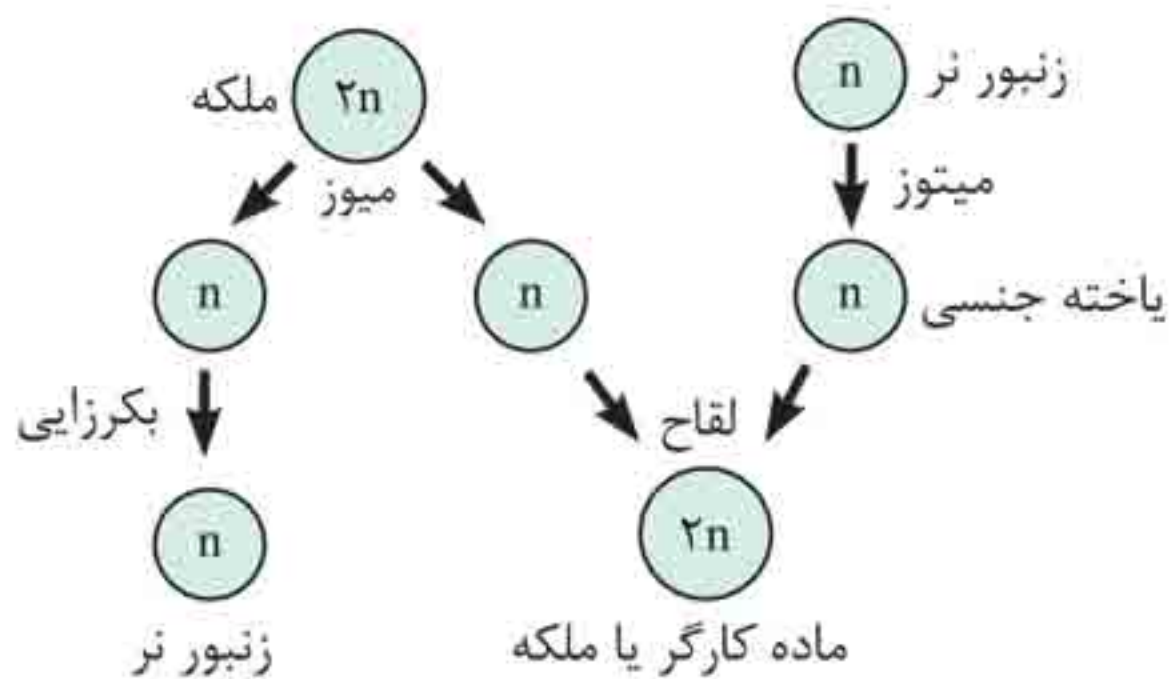 زنبور نر n
ملکه ۲n
میوز
میتوز
n
n
یاخته جنسی n
بکرزایی
لقاح
n
۲n
زنبور نر
ماده کارگر یا ملکه